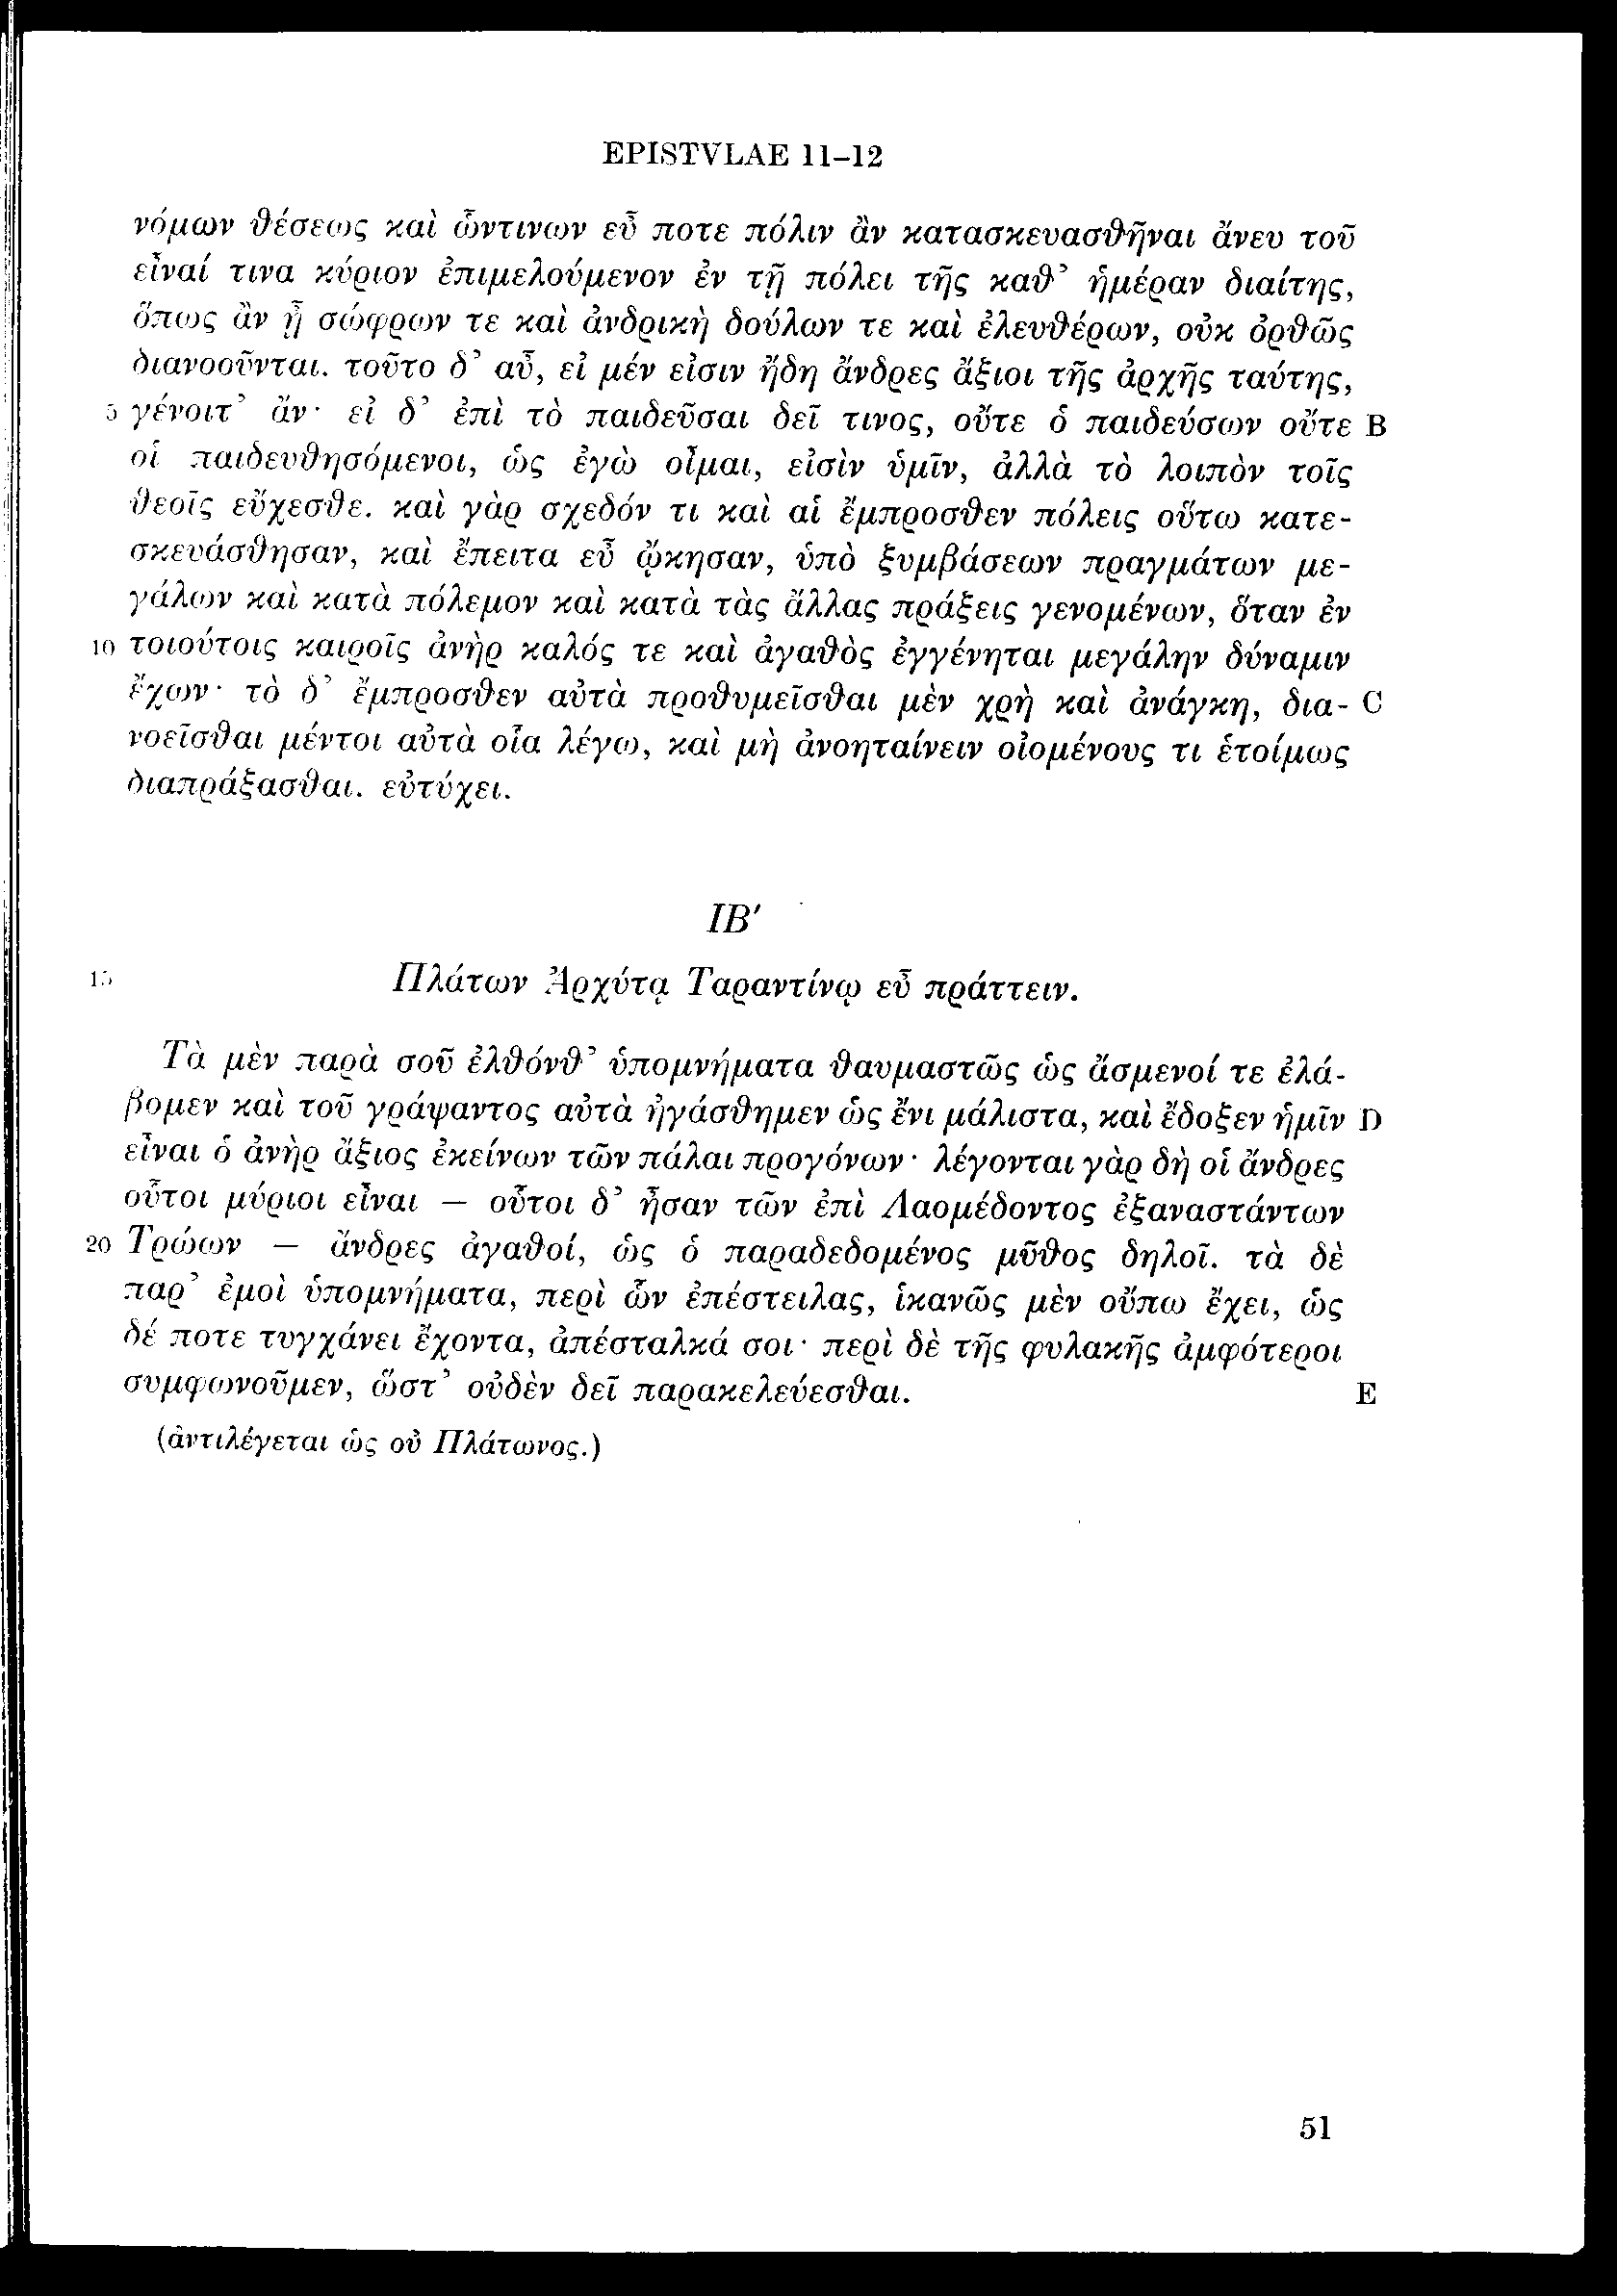 EPISTVLAE 11–12
νόμων θέσεως καὶ ὧντινων εὖ ποτε πόλιν ἂν κατασκευασθῆναι ἄνευ τοῦ
εἶναί τινα κύριον ἐπιμελούμενον ἐν τῇ πόλει τῆς καθ’ ἡμέραν διαίτης,
ὅπως ἂν ᾖ σώφρων τε καὶ ἀνδρικὴ δούλων τε καὶ ἐλευθέρων, οὐκ ὀρθῶς
διανοοῦνται. τοῦτο δ’ αὖ, εἰ μέν εἰσιν ἤδη ἄνδρες ἄξιοι τῆς ἀρχῆς ταύτης,
5 γένοιτ’ ἄν· εἰ δ’ ἐπὶ τὸ παιδεῦσαι δεῖ τινος, οὔτε ὁ παιδεύσων οὔτε B
οἱ παιδευθησόμενοι, ὡς ἐγὼ οἶμαι, εἰσὶν ὑμῖν, ἀλλὰ τὸ λοιπὸν τοῖς
θεοῖς εὔχεσθε. καὶ γὰρ σχεδόν τι καὶ αἱ ἔμπροσθεν πόλεις οὕτω κατε-
σκευάσθησαν, καὶ ἔπειτα εὖ ᾤκησαν, ὑπὸ ξυμβάσεων πραγμάτων με-
γάλων καὶ κατὰ πόλεμον καὶ κατὰ τὰς ἄλλας πράξεις γενομένων, ὅταν ἐν
10 τοιούτοις καιροῖς ἀνὴρ καλός τε καὶ ἀγαθὸς ἐγγένηται μεγάλην δύναμιν
ἔχων· τὸ δ’ ἔμπροσθεν αὐτὰ προθυμεῖσθαι μὲν χρὴ καὶ ἀνάγκη, δια- C
νοεῖσθαι μέντοι αὐτὰ οἷα λέγω, καὶ μὴ ἀνοηταίνειν οἰομένους τι ἑτοίμως
διαπράξασθαι. εὐτύχει.
ΙΒ′
15 Πλάτων Ἀρχύτᾳ Ταραντίνῳ εὖ πράττειν.
Τὰ μὲν παρὰ σοῦ ἐλθόνθ’ ὑπομνήματα θαυμαστῶς ὡς ἄσμενοί τε ἐλά-
βομεν καὶ τοῦ γράψαντος αὐτὰ ἠγάσθημεν ὡς ἔνι μάλιστα, καὶ ἔδοξεν ἡμῖν D
εἶναι ὁ ἀνὴρ ἄξιος ἐκείνων τῶν πάλαι προγόνων· λέγονται γὰρ δὴ οἱ ἄνδρες
οὗτοι μύριοι εἶναι – οὗτοι δ’ ἦσαν τῶν ἐπὶ Λαομέδοντος ἐξαναστάντων
20 Τρώων – ἄνδρες ἀγαθοί, ὡς ὁ παραδεδομένος μῦθος δηλοῖ. τὰ δὲ
παρ’ ἐμοὶ ὑπομνήματα, περὶ ὧν ἐπέστειλας, ἱκανῶς μὲν οὔπω ἔχει, ὡς
δέ ποτε τυγχάνει ἔχοντα, ἀπέσταλκά σοι· περὶ δὲ τῆς φυλακῆς ἀμφότεροι
συμφωνοῦμεν, ὥστ’ οὐδὲν δεῖ παρακελεύεσθαι. E
(ἀντιλέγεται ὡς οὐ Πλάτωνος.)
51